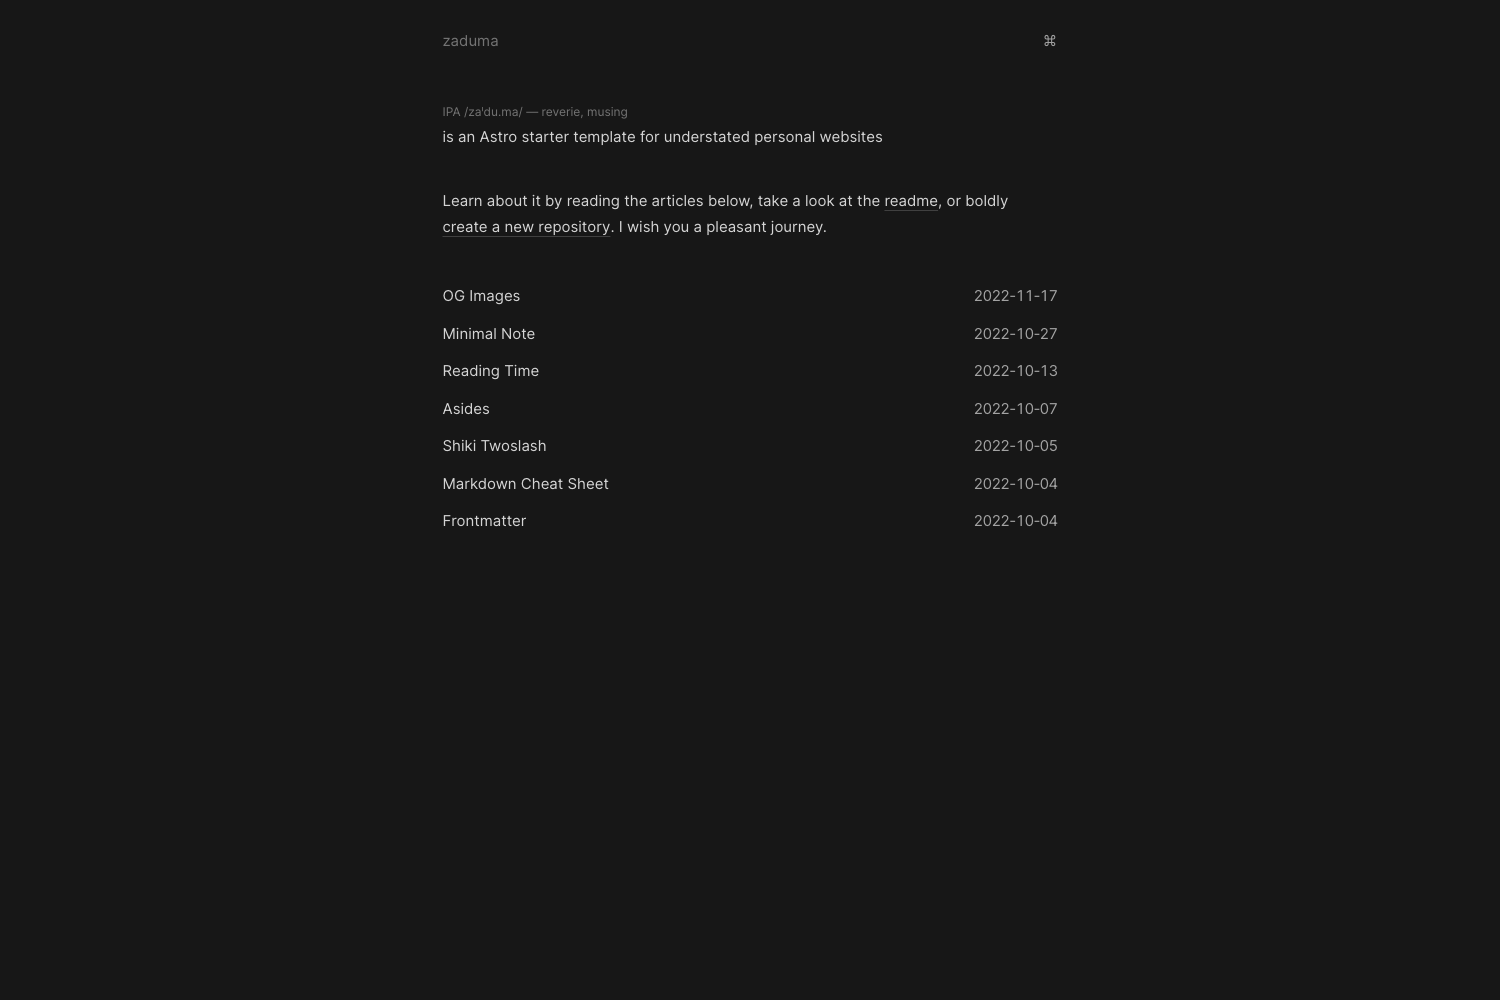 zaduma ⌘
IPA /zaˈdu.ma/ — reverie, musing
is an Astro starter template for understated personal websites
Learn about it by reading the articles below, take a look at the readme, or boldly
create a new repository. I wish you a pleasant journey.
OG Images 2022-11-17
Minimal Note 2022-10-27
Reading Time 2022-10-13
Asides 2022-10-07
Shiki Twoslash 2022-10-05
Markdown Cheat Sheet 2022-10-04
Frontmatter 2022-10-04